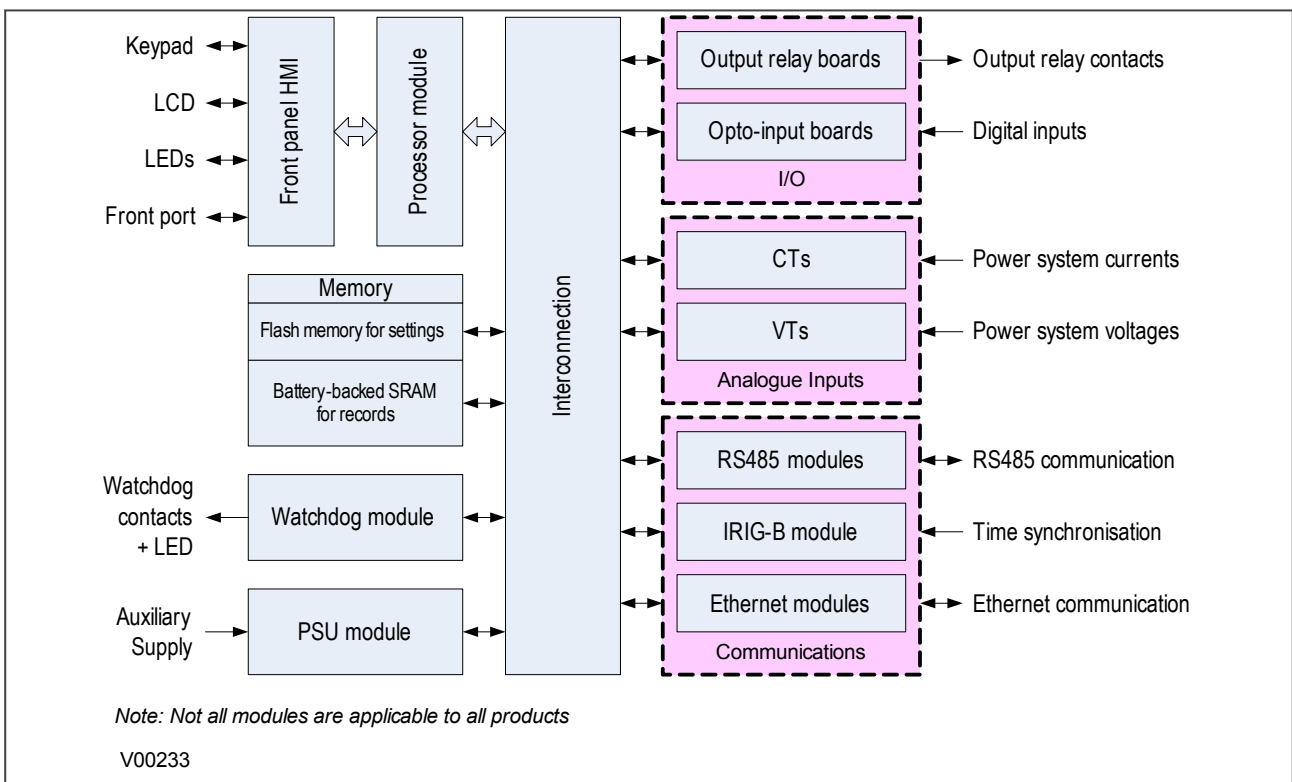 Keypad
LCD
LEDs
Front port
Front panel HMI
Processor module
Memory
Flash memory for settings
Battery-backed SRAM
for records
Watchdog
contacts
+ LED
Watchdog module
Auxiliary
Supply
PSU module
Interconnection
Output relay boards
Output relay contacts
Opto-input boards
Digital inputs
I/O
CTs
Power system currents
VTs
Power system voltages
Analogue Inputs
RS485 modules
RS485 communication
IRIG-B module
Time synchronisation
Ethernet modules
Ethernet communication
Communications
Note: Not all modules are applicable to all products
V00233